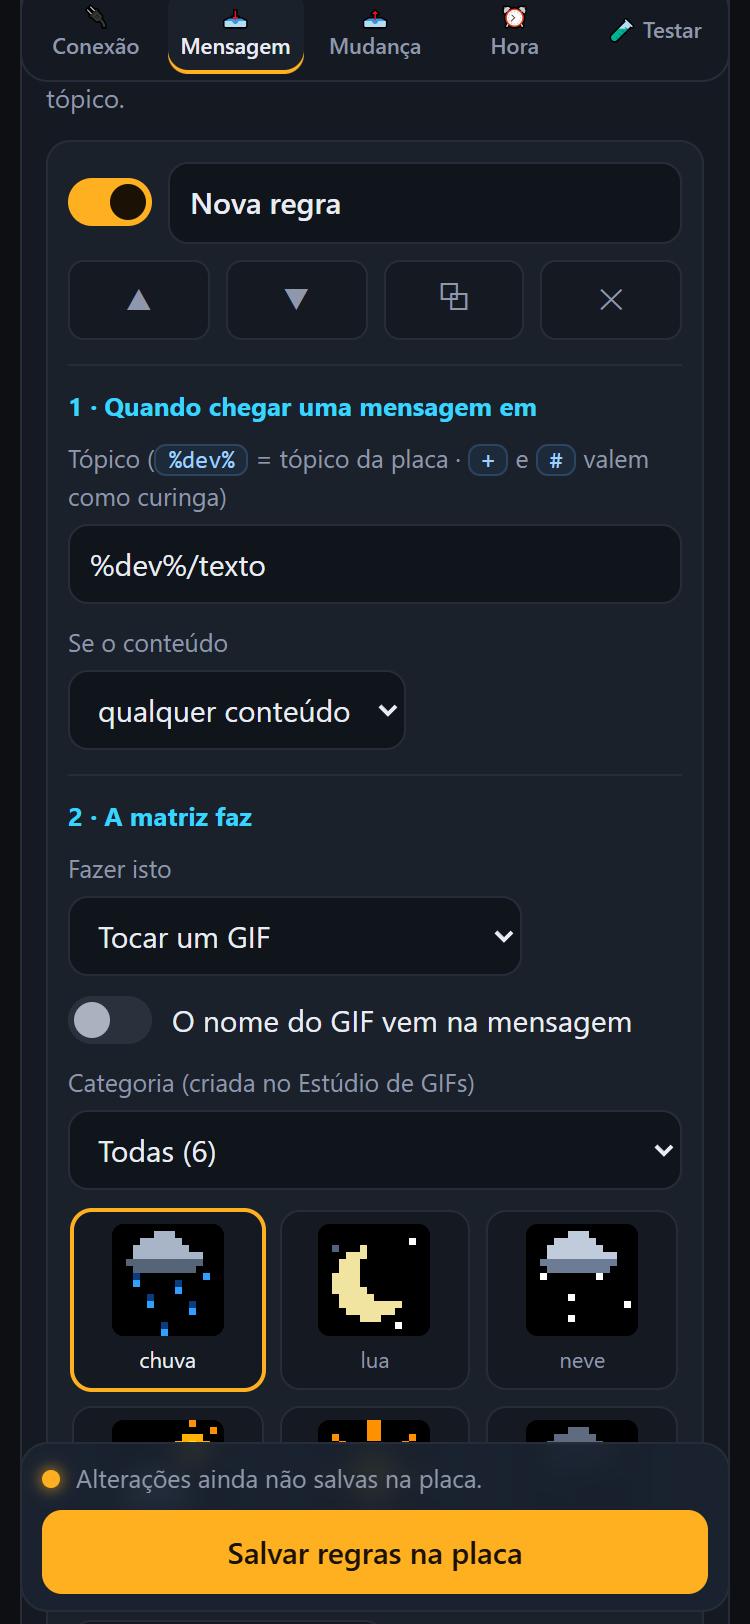 Conexão
Mensagem
Mudança
Hora
Testar
tópico.
Nova regra
1 · Quando chegar uma mensagem em
Tópico (%dev% = tópico da placa · + e # valem
como curinga)
%dev%/texto
Se o conteúdo
qualquer conteúdo
2 · A matriz faz
Fazer isto
Tocar um GIF
O nome do GIF vem na mensagem
Categoria (criada no Estúdio de GIFs)
Todas (6)
chuva
lua
neve
Alterações ainda não salvas na placa.
Salvar regras na placa